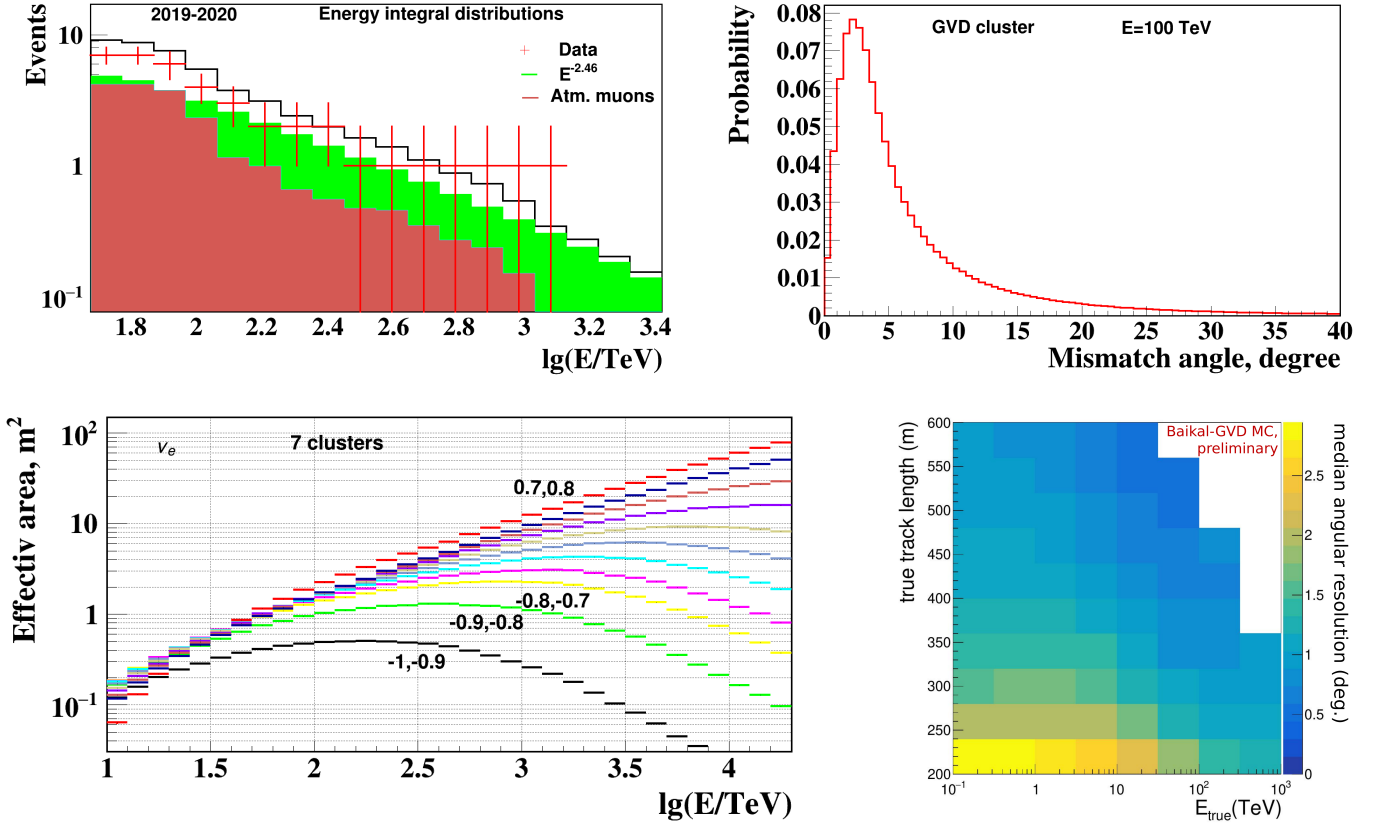 2019-2020
Energy integral distributions
Events
Data
E^-2.46
Atm. muons
10
1
10^-1
1.8 2 2.2 2.4 2.6 2.8 3 3.2 3.4
lg(E/TeV)
GVD cluster
E=100 TeV
Probability
0.08
0.07
0.06
0.05
0.04
0.03
0.02
0.01
0
0 5 10 15 20 25 30 35 40
Mismatch angle, degree
ν_e
7 clusters
Effectiv area, m^2
10^2
10
1
10^-1
0.7,0.8
-0.8,-0.7
-0.9,-0.8
-1,-0.9
1 1.5 2 2.5 3 3.5 4
lg(E/TeV)
Baikal-GVD MC,
preliminary
true track length (m)
600
550
500
450
400
350
300
250
200
10^-1 1 10 10^2 10^3
E_true(TeV)
2.5
2
1.5
1
0.5
0
median angular resolution (deg.)